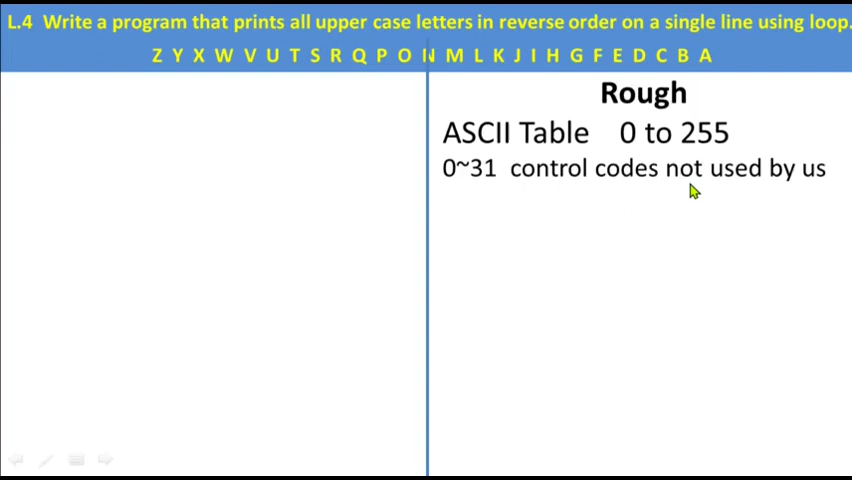 L.4 Write a program that prints all upper case letters in reverse order on a single line using loop.
Z Y X W V U T S R Q P O N M L K J I H G F E D C B A
Rough
ASCII Table 0 to 255
0~31 control codes not used by us